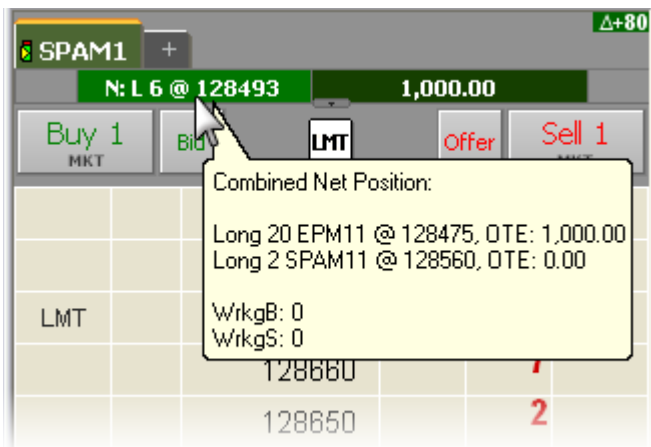 Δ+80
SPAM1 +
N: L 6 @ 128493 1,000.00
Buy 1
MKT
LMT
Offer
Sell 1
Combined Net Position:
Long 20 EPM11 @ 128475, OTE: 1,000.00
Long 2 SPAM11 @ 128560, OTE: 0.00
WrkgB: 0
WrkgS: 0
LMT
128660
128650 2